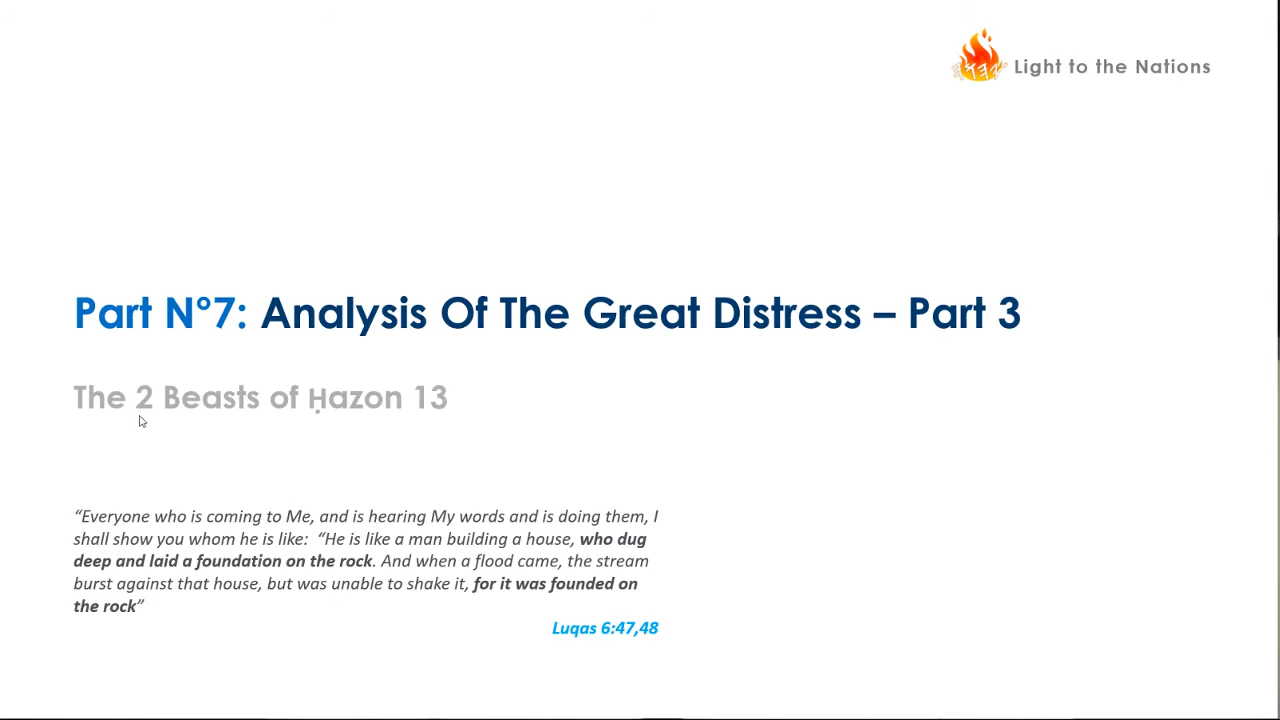 Light to the Nations
Part N°7: Analysis Of The Great Distress – Part 3
The 2 Beasts of Ḥazon 13
“Everyone who is coming to Me, and is hearing My words and is doing them, I
shall show you whom he is like:  “He is like a man building a house, who dug
deep and laid a foundation on the rock. And when a flood came, the stream
burst against that house, but was unable to shake it, for it was founded on
the rock”
Luqas 6:47,48